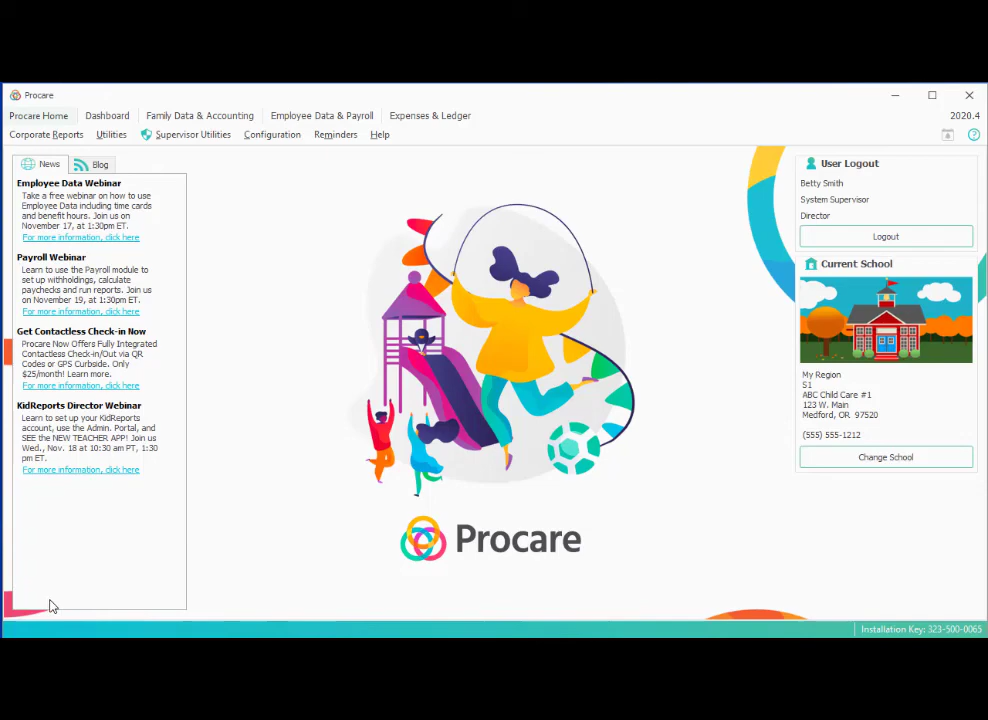 Procare
Procare Home Dashboard Family Data & Accounting Employee Data & Payroll Expenses & Ledger 2020.4
Corporate Reports Utilities Supervisor Utilities Configuration Reminders Help
News Blog
Employee Data Webinar
Take a free webinar on how to use
Employee Data including time cards
and benefit hours. Join us on
November 17, at 1:30pm ET.
For more information, click here
Payroll Webinar
Learn to use the Payroll module to
set up withholdings, calculate
paychecks and run reports. Join us
on November 19, at 1:30pm ET.
For more information, click here
Get Contactless Check-in Now
Procare Now Offers Fully Integrated
Contactless Check-in/Out via QR
Codes or GPS Curbside. Only
$25/month! Learn more.
For more information, click here
KidReports Director Webinar
Learn to set up your KidReports
account, use the Admin. Portal, and
SEE the NEW TEACHER APP! Join us
Wed., Nov. 18 at 10:30 am PT, 1:30
pm ET.
For more information, click here
Procare
User Logout
Betty Smith
System Supervisor
Director
Logout
Current School
My Region
S1
ABC Child Care #1
123 W. Main
Medford, OR 97520
(555) 555-1212
Change School
Installation Key: 323-500-0065